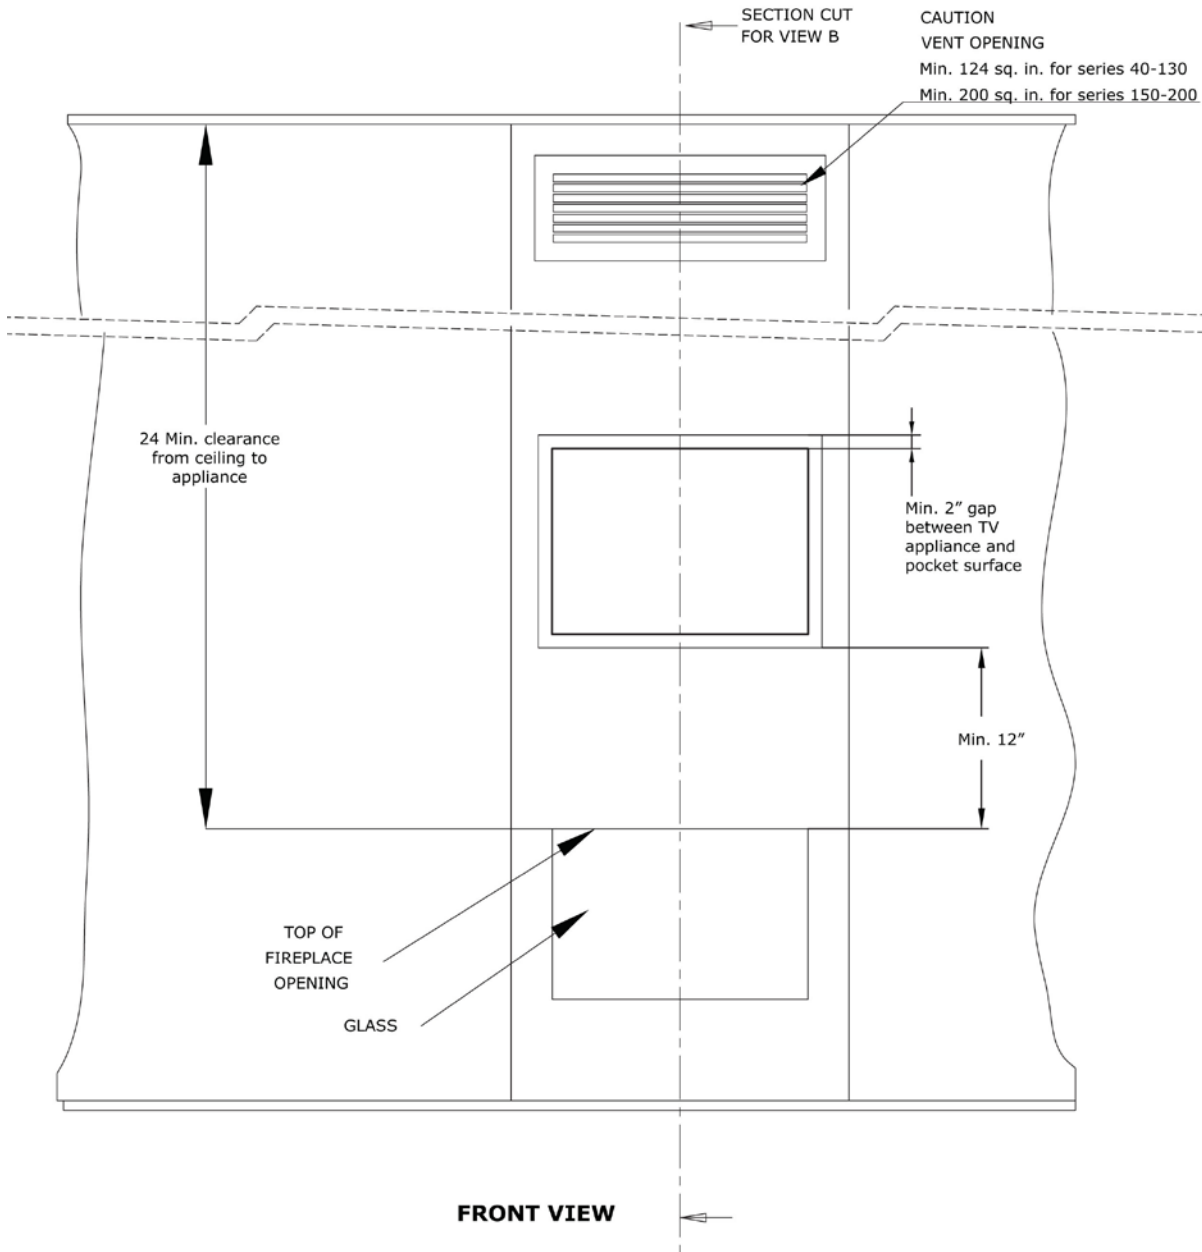 SECTION CUT
FOR VIEW B
CAUTION
VENT OPENING
Min. 124 sq. in. for series 40-130
Min. 200 sq. in. for series 150-200
24 Min. clearance
from ceiling to
appliance
Min. 2” gap
between TV
appliance and
pocket surface
Min. 12”
TOP OF
FIREPLACE
OPENING
GLASS
FRONT VIEW